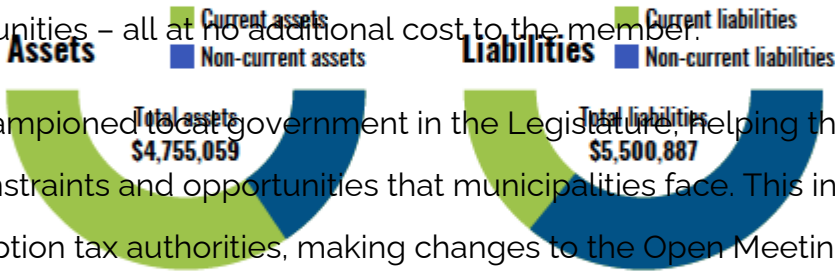 unities – all at no additional cost to the member.
Current assets
Current liabilities
Assets
Liabilities
Non-current assets
Non-current liabilities
Total assets
Total liabilities
ampioned local government in the Legislature, helping th
$4,755,059
$5,500,887
nstraints and opportunities that municipalities face. This in
ption tax authorities, making changes to the Open Meetin